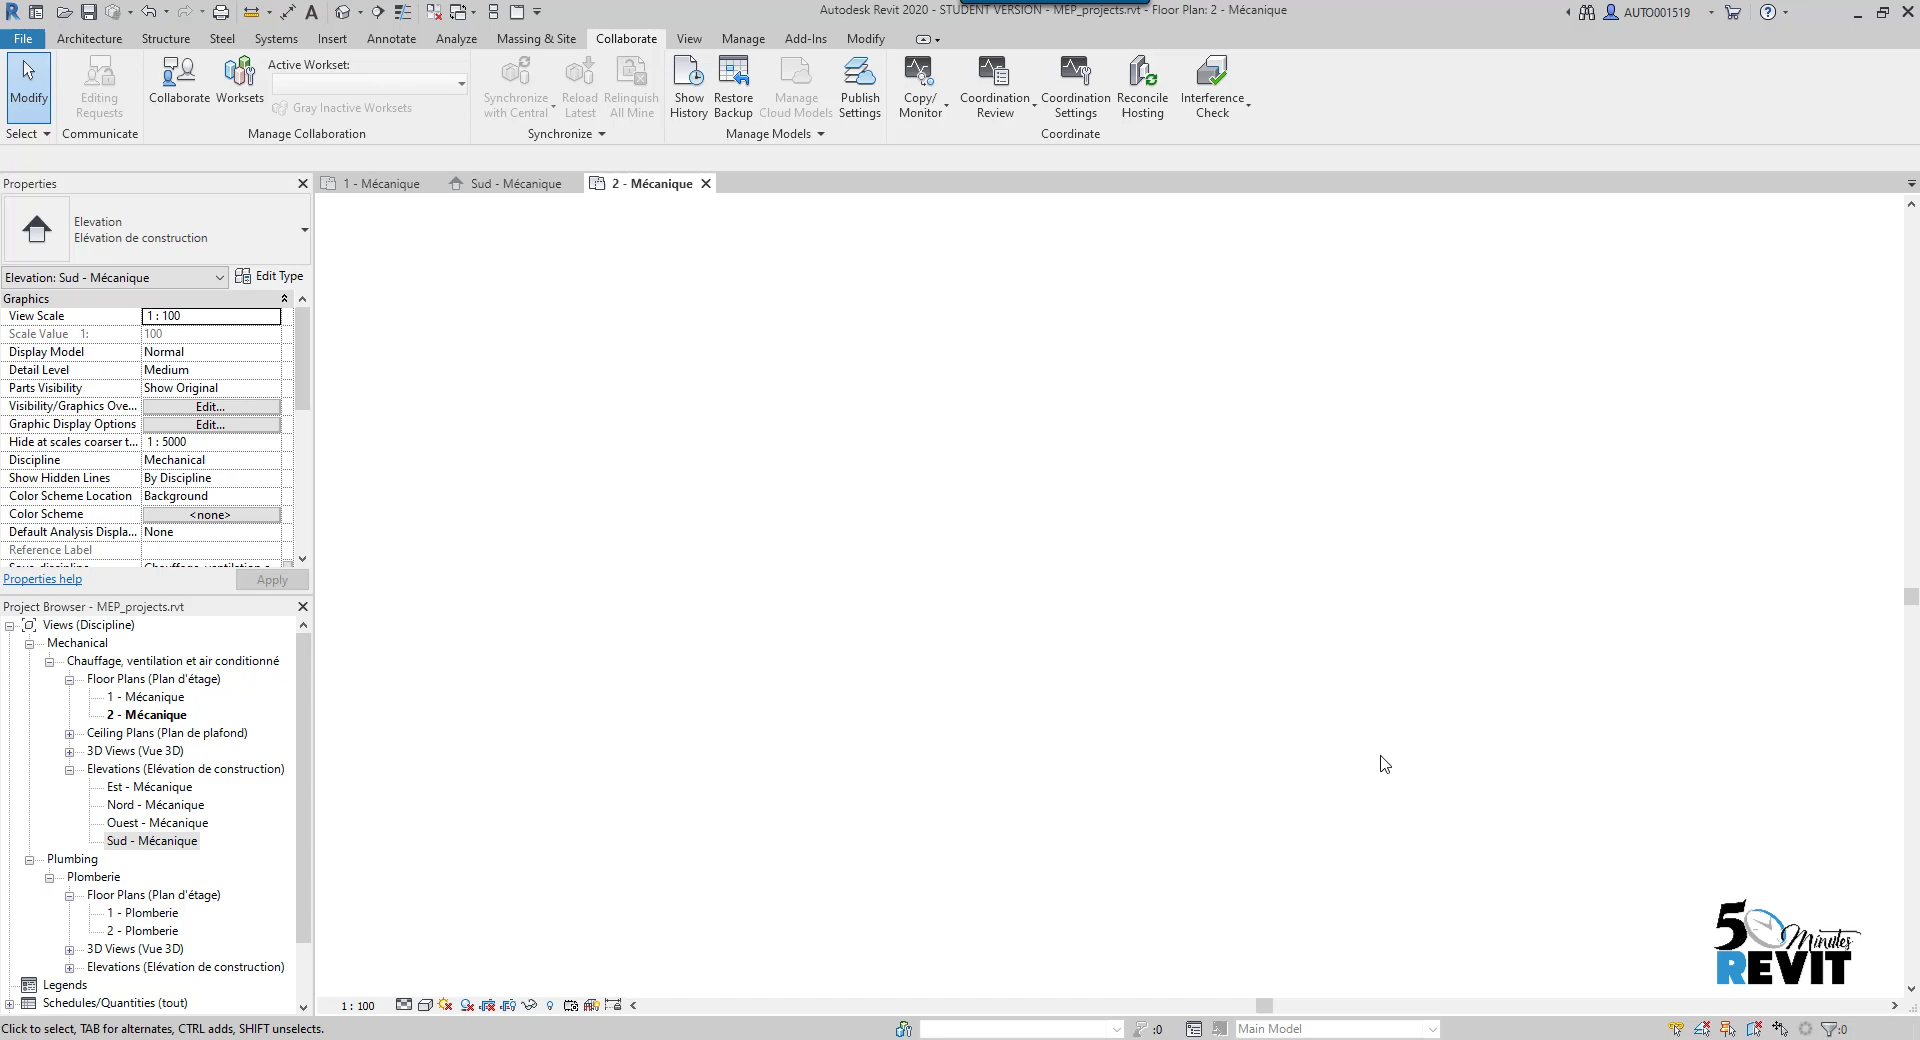 Autodesk Revit 2020 - STUDENT VERSION - MEP_projects.rvt - Floor Plan: 2 - Mécanique
AUTO001519
File Architecture Structure Steel Systems Insert Annotate Analyze Massing & Site Collaborate View Manage Add-Ins Modify
Modify
Select
Editing Requests
Communicate
Collaborate
Worksets
Active Workset:
Gray Inactive Worksets
Manage Collaboration
Synchronize with Central
Reload Latest
Relinquish All Mine
Synchronize
Show History
Restore Backup
Manage Cloud Models
Publish Settings
Manage Models
Copy/ Monitor
Coordination Review
Coordination Settings
Reconcile Hosting
Interference Check
Coordinate
Properties
1 - Mécanique
Sud - Mécanique
2 - Mécanique
Elevation
Elévation de construction
Elevation: Sud - Mécanique
Edit Type
Graphics
View Scale 1 : 100
Scale Value 1: 100
Display Model Normal
Detail Level Medium
Parts Visibility Show Original
Visibility/Graphics Ove... Edit...
Graphic Display Options Edit...
Hide at scales coarser t... 1 : 5000
Discipline Mechanical
Show Hidden Lines By Discipline
Color Scheme Location Background
Color Scheme <none>
Default Analysis Displa... None
Reference Label
Properties help
Apply
Project Browser - MEP_projects.rvt
Views (Discipline)
Mechanical
Chauffage, ventilation et air conditionné
Floor Plans (Plan d'étage)
1 - Mécanique
2 - Mécanique
Ceiling Plans (Plan de plafond)
3D Views (Vue 3D)
Elevations (Elévation de construction)
Est - Mécanique
Nord - Mécanique
Ouest - Mécanique
Sud - Mécanique
Plumbing
Plomberie
Floor Plans (Plan d'étage)
1 - Plomberie
2 - Plomberie
3D Views (Vue 3D)
Elevations (Elévation de construction)
Legends
Schedules/Quantities (tout)
1 : 100
50 Minutes
REVIT
Click to select, TAB for alternates, CTRL adds, SHIFT unselects.
:0
Main Model
:0